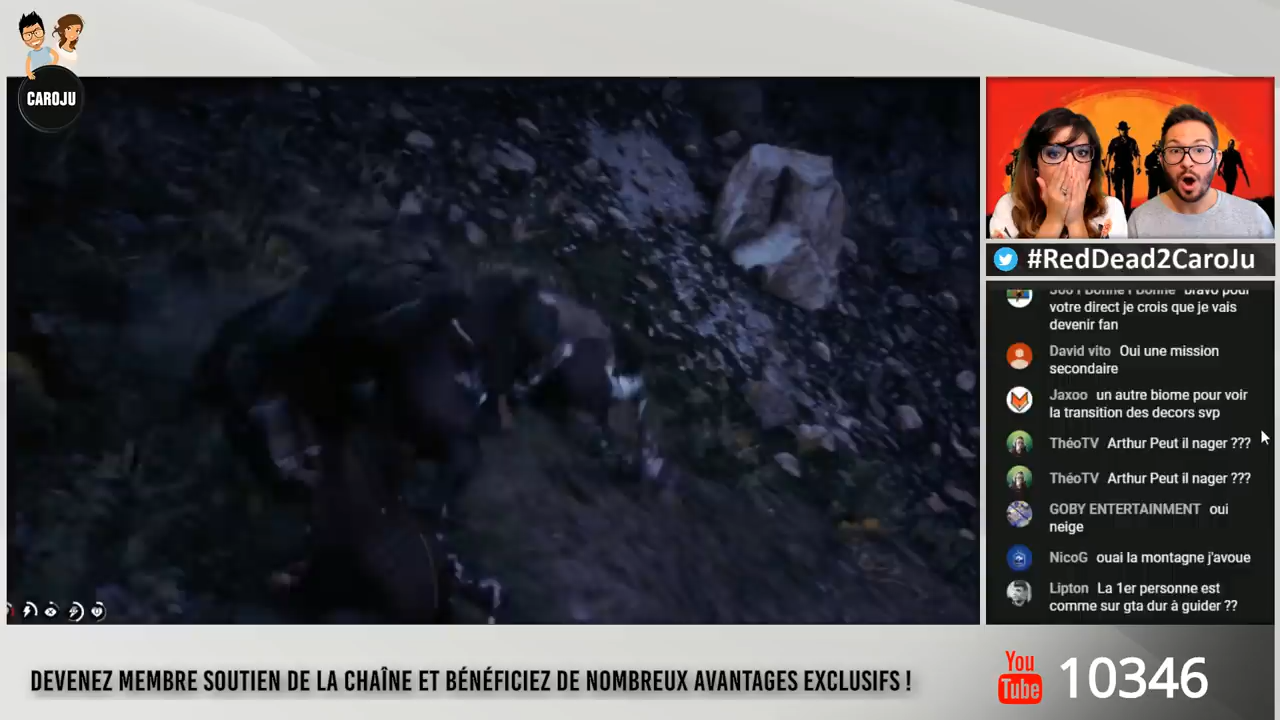 CAROJU
#RedDead2CaroJu
bravo pour
votre direct je crois que je vais
devenir fan
David vito Oui une mission
secondaire
Jaxoo un autre biome pour voir
la transition des decors svp
ThéoTV Arthur Peut il nager ???
ThéoTV Arthur Peut il nager ???
GOBY ENTERTAINMENT oui
neige
NicoG ouai la montagne j'avoue
Lipton La 1er personne est
comme sur gta dur à guider ??
DEVENEZ MEMBRE SOUTIEN DE LA CHAÎNE ET BÉNÉFICIEZ DE NOMBREUX AVANTAGES EXCLUSIFS !
You
Tube
10346